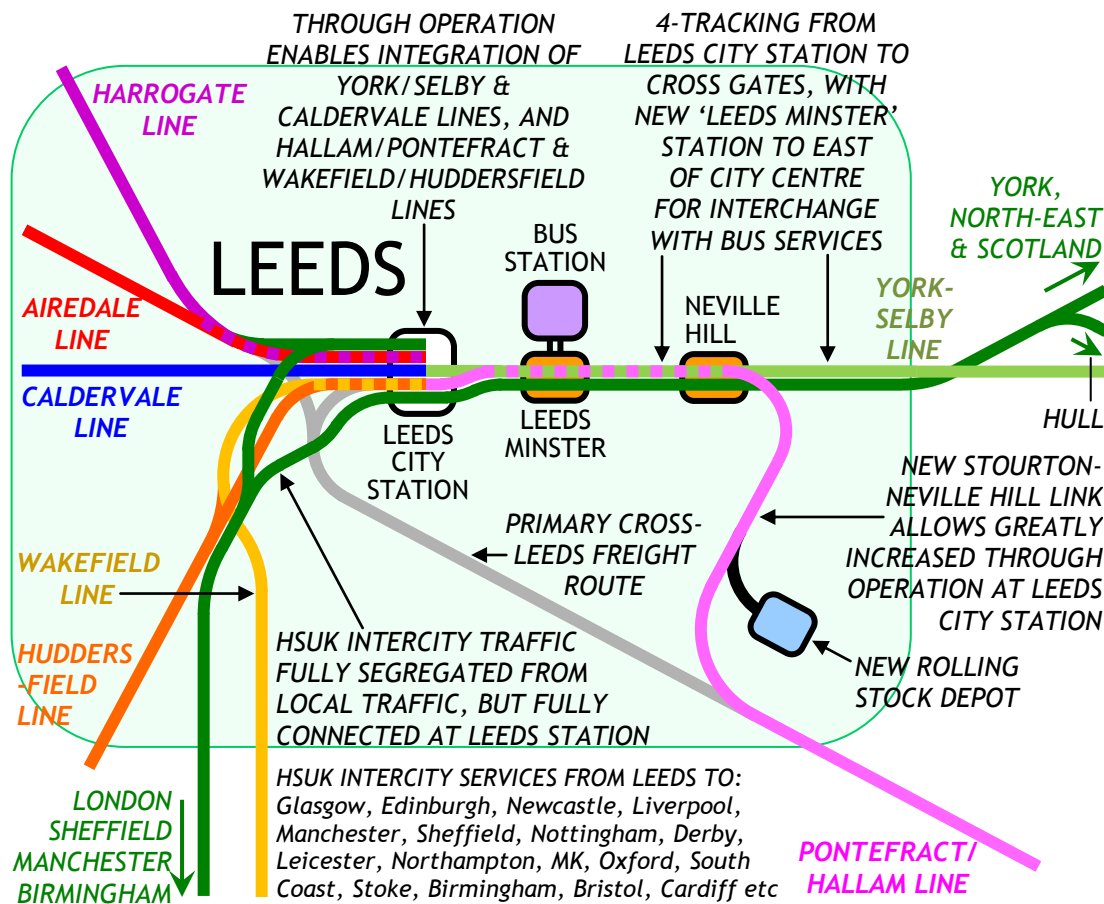 THROUGH OPERATION
ENABLES INTEGRATION OF
YORK/SELBY &
CALDERVALE LINES, AND
HALLAM/PONTEFRACT &
WAKEFIELD/HUDDERSFIELD
LINES
4-TRACKING FROM
LEEDS CITY STATION TO
CROSS GATES, WITH
NEW ‘LEEDS MINSTER’
STATION TO EAST
OF CITY CENTRE
FOR INTERCHANGE
WITH BUS SERVICES
HARROGATE
LINE
YORK,
NORTH-EAST
& SCOTLAND
LEEDS
BUS
STATION
NEVILLE
HILL
YORK-
SELBY
LINE
AIREDALE
LINE
CALDERVALE
LINE
LEEDS
CITY
STATION
LEEDS
MINSTER
HULL
NEW STOURTON-
NEVILLE HILL LINK
ALLOWS GREATLY
INCREASED THROUGH
OPERATION AT LEEDS
CITY STATION
PRIMARY CROSS-
LEEDS FREIGHT
ROUTE
WAKEFIELD
LINE
HUDDERS
-FIELD
LINE
HSUK INTERCITY TRAFFIC
FULLY SEGREGATED FROM
LOCAL TRAFFIC, BUT FULLY
CONNECTED AT LEEDS STATION
NEW ROLLING
STOCK DEPOT
HSUK INTERCITY SERVICES FROM LEEDS TO:
Glasgow, Edinburgh, Newcastle, Liverpool,
Manchester, Sheffield, Nottingham, Derby,
Leicester, Northampton, MK, Oxford, South
Coast, Stoke, Birmingham, Bristol, Cardiff etc
LONDON
SHEFFIELD
MANCHESTER
BIRMINGHAM
PONTEFRACT/
HALLAM LINE